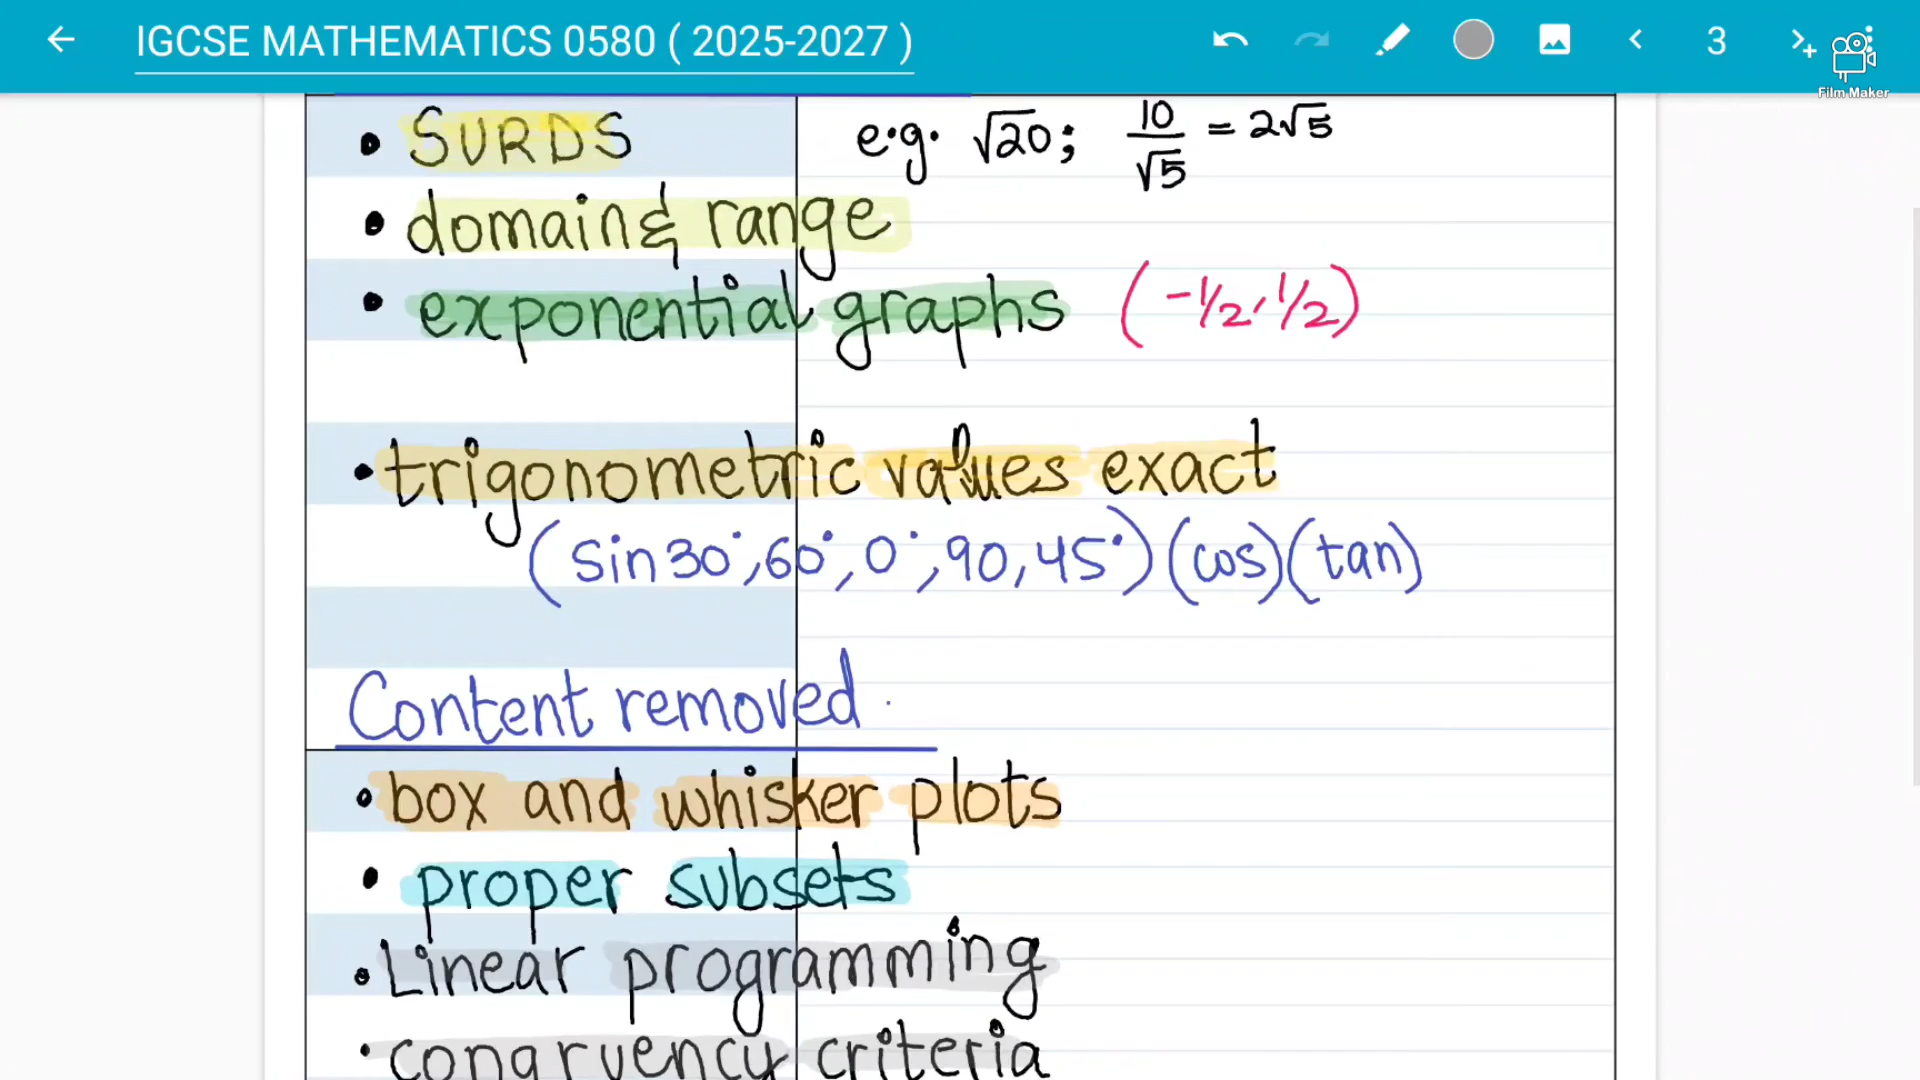 IGCSE MATHEMATICS 0580 ( 2025-2027 )
3
Film Maker
• SURDS e.g. √20; 10/√5 = 2√5
• domain & range
• exponential graphs (-1/2, 1/2)
• trigonometric values exact
(sin 30°, 60°, 0°, 90, 45°) (cos) (tan)
Content removed.
• box and whisker plots
• proper subsets
• Linear programming
• congruency criteria